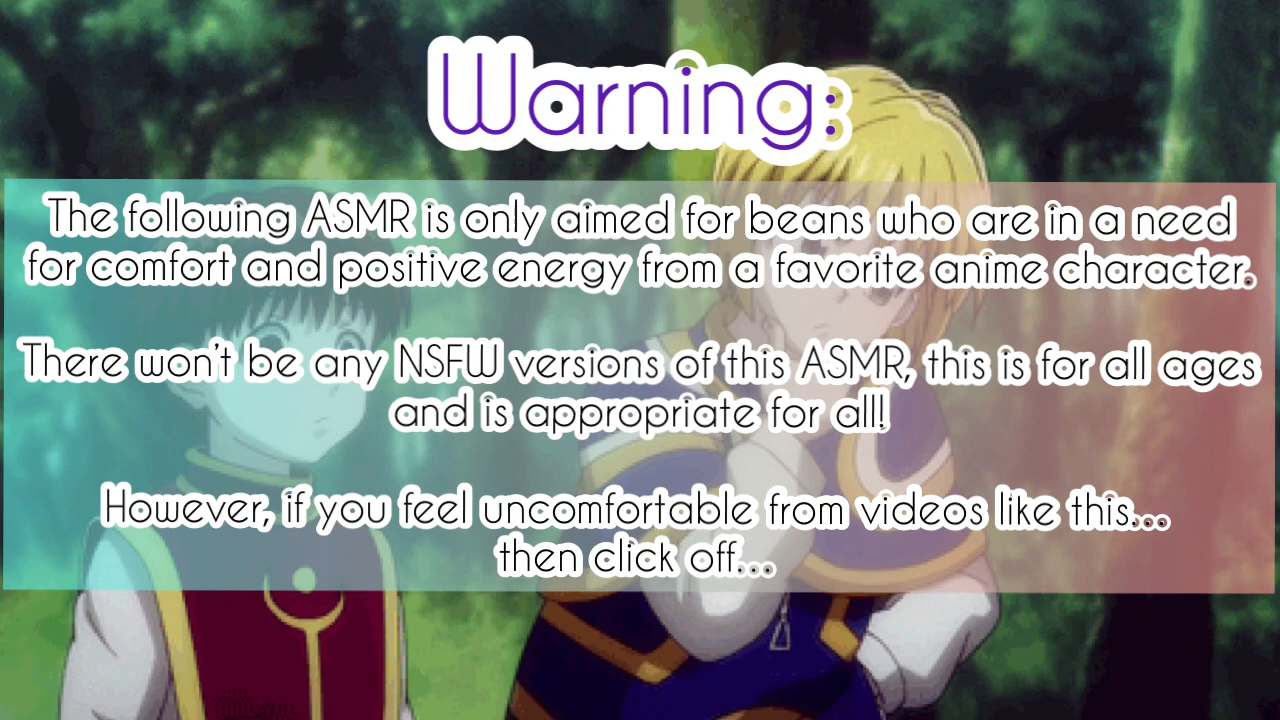 Warning:
The following ASMR is only aimed for beans who are in a need
for comfort and positive energy from a favorite anime character.
There won't be any NSFW versions of this ASMR, this is for all ages
and is appropriate for all!
However, if you feel uncomfortable from videos like this...
then click off...